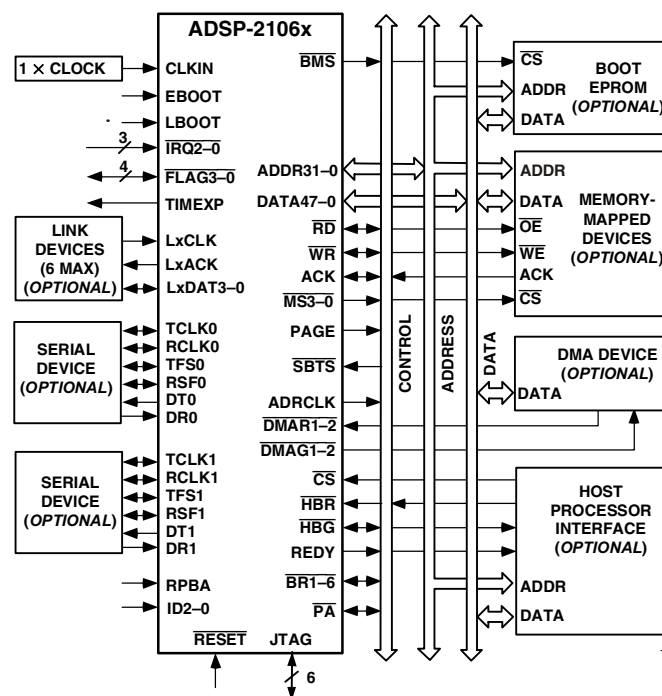 ADSP-2106x
1 × CLOCK
CLKIN
EBOOT
LBOOT
3
IRQ2–0
4
FLAG3–0
TIMEXP
LINK
DEVICES
(6 MAX)
(OPTIONAL)
LxCLK
LxACK
LxDAT3–0
SERIAL
DEVICE
(OPTIONAL)
TCLK0
RCLK0
TFS0
RSF0
DT0
DR0
SERIAL
DEVICE
(OPTIONAL)
TCLK1
RCLK1
TFS1
RSF1
DT1
DR1
RPBA
ID2–0
RESET
JTAG
6
BMS
ADDR31–0
DATA47–0
RD
WR
ACK
MS3–0
PAGE
SBTS
ADRCLK
DMAR1–2
DMAG1–2
CS
HBR
HBG
REDY
BR1–6
PA
CONTROL
ADDRESS
DATA
CS
BOOT
EPROM
(OPTIONAL)
ADDR
DATA
ADDR
DATA
OE
WE
ACK
CS
MEMORY-
MAPPED
DEVICES
(OPTIONAL)
DMA DEVICE
(OPTIONAL)
DATA
HOST
PROCESSOR
INTERFACE
(OPTIONAL)
ADDR
DATA